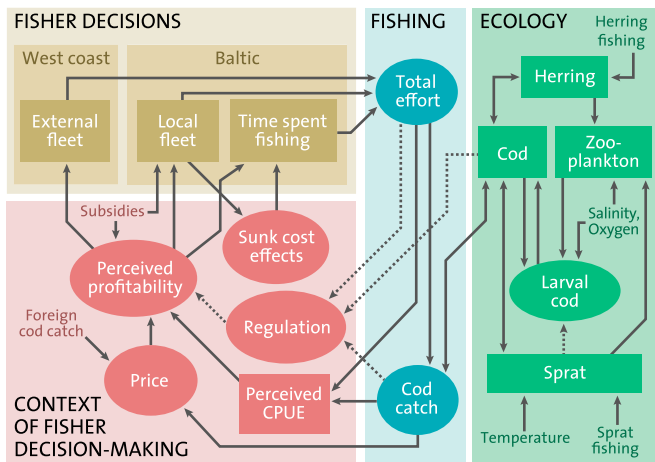 FISHER DECISIONS
FISHING
ECOLOGY
West coast
Baltic
Herring
fishing
External
fleet
Local
fleet
Time spent
fishing
Total
effort
Herring
Cod
Zoo-
plankton
Subsidies
Sunk cost
effects
Salinity,
Oxygen
Perceived
profitability
Larval
cod
Foreign
cod catch
Regulation
Price
Perceived
CPUE
Cod
catch
Sprat
CONTEXT
OF FISHER
DECISION-MAKING
Temperature
Sprat
fishing